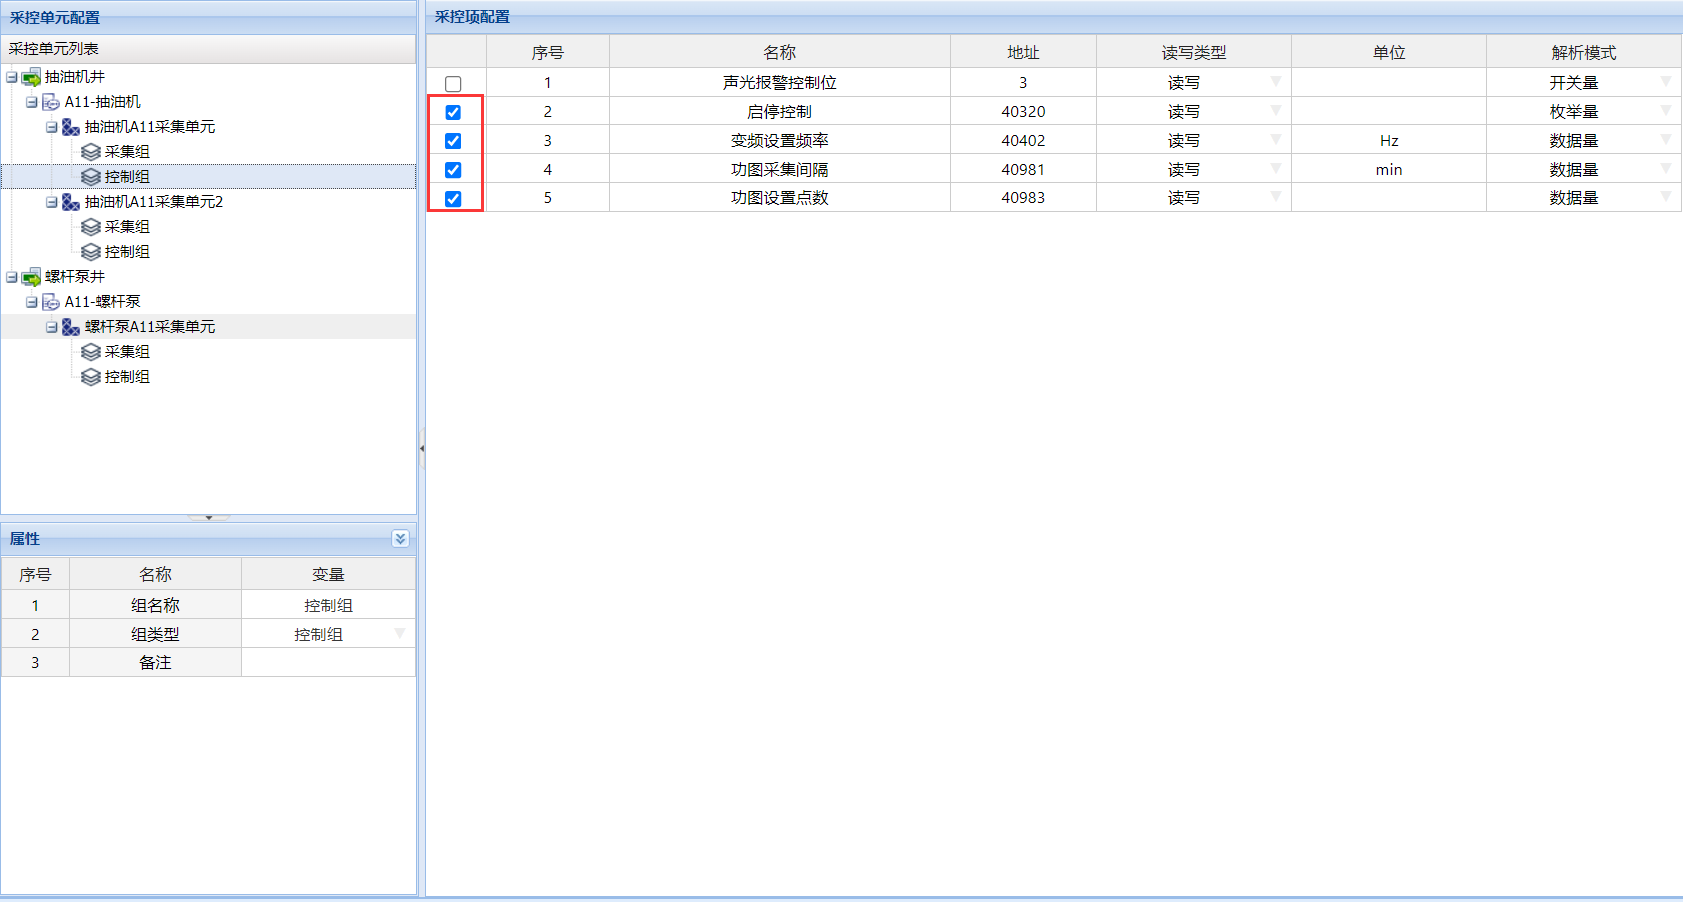 采控单元配置
采控单元列表
抽油机井
A11-抽油机
抽油机A11采集单元
采集组
控制组
抽油机A11采集单元2
采集组
控制组
螺杆泵井
A11-螺杆泵
螺杆泵A11采集单元
采集组
控制组
属性
序号 名称 变量
1 组名称 控制组
2 组类型 控制组
3 备注
采控项配置
序号 名称 地址 读写类型 单位 解析模式
1 声光报警控制位 3 读写 开关量
2 启停控制 40320 读写 枚举量
3 变频设置频率 40402 读写 Hz 数据量
4 功图采集间隔 40981 读写 min 数据量
5 功图设置点数 40983 读写 数据量